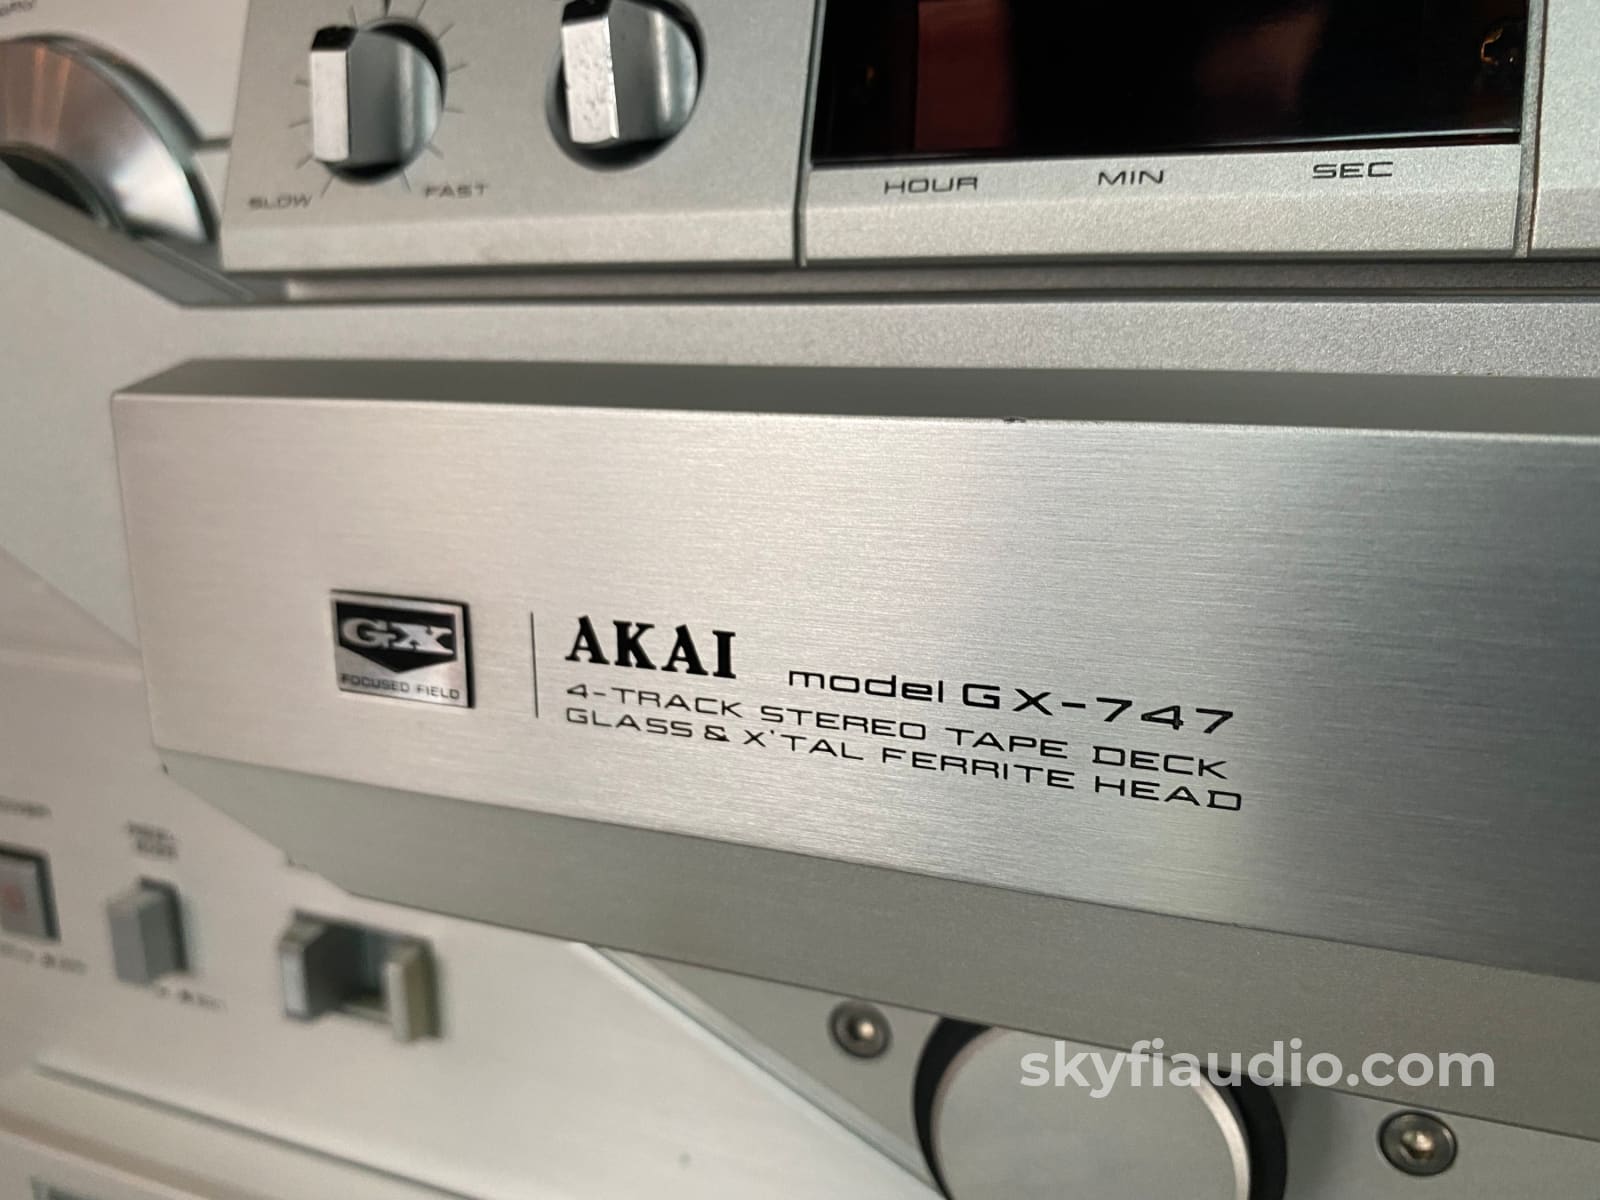 SLOW FAST
HOUR MIN SEC
GX
FOCUSED FIELD
AKAI model GX-747
4-TRACK STEREO TAPE DECK
GLASS & X'TAL FERRITE HEAD
skyfiaudio.com